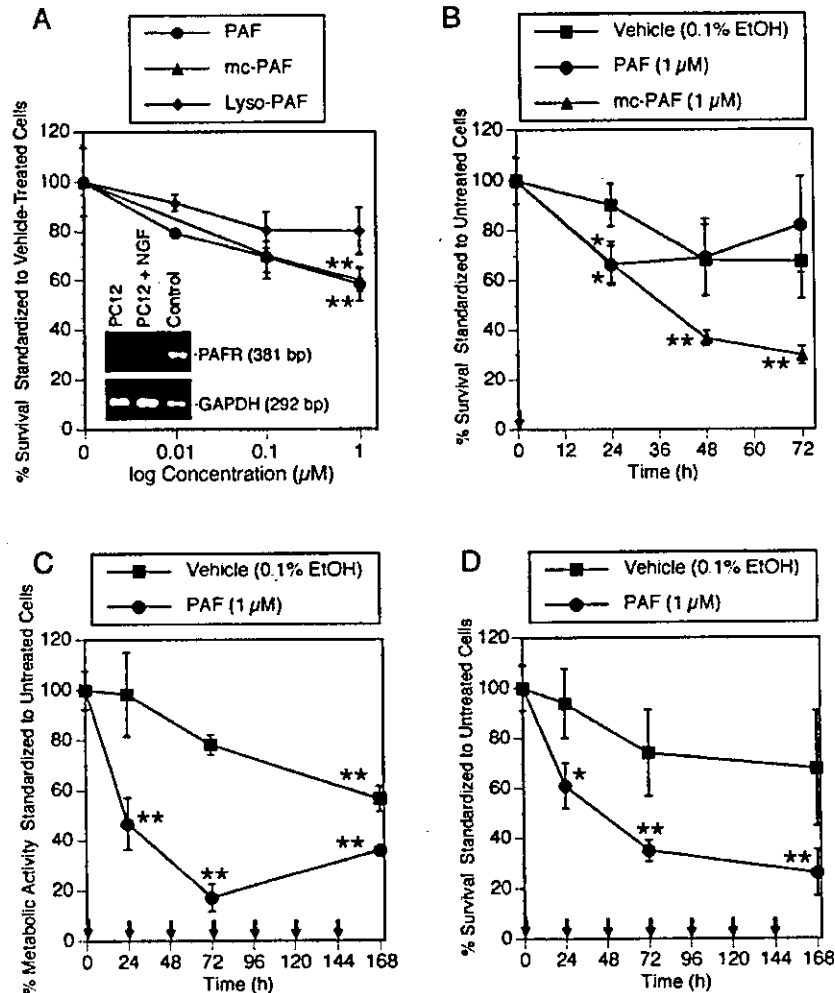 A
PAF
mc-PAF
Lyso-PAF
% Survival Standardized to Vehicle-Treated Cells
120
100
80
60
40
20
0
**
**
PC12
PC12 + NGF
Control
PAFR (381 bp)
GAPDH (292 bp)
0
0.01
0.1
1
log Concentration (µM)
B
Vehicle (0.1% EtOH)
PAF (1 µM)
mc-PAF (1 µM)
% Survival Standardized to Untreated Cells
120
100
80
60
40
20
0
*
*
**
**
0 12 24 36 48 60 72
Time (h)
C
Vehicle (0.1% EtOH)
PAF (1 µM)
% Metabolic Activity Standardized to Untreated Cells
120
100
80
60
40
20
0
**
**
**
**
0 24 48 72 96 120 144 168
Time (h)
D
Vehicle (0.1% EtOH)
PAF (1 µM)
% Survival Standardized to Untreated Cells
120
100
80
60
40
20
0
*
**
**
0 24 48 72 96 120 144 168
Time (h)